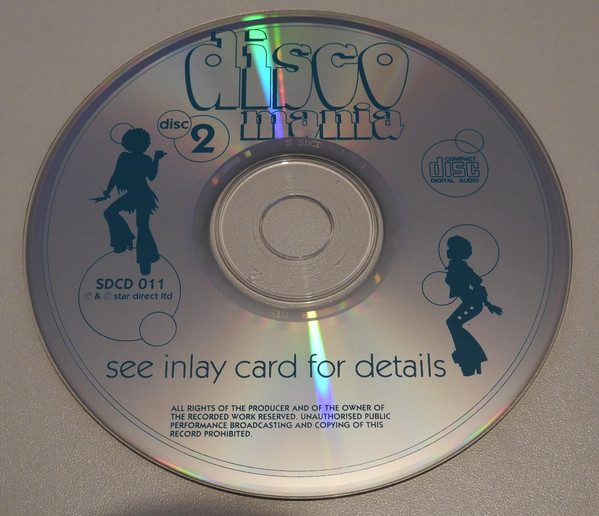 disco
mania
disc
2
COMPACT
disc
DIGITAL AUDIO
SDCD 011
℗ & © star direct ltd
see inlay card for details
ALL RIGHTS OF THE PRODUCER AND OF THE OWNER OF
THE RECORDED WORK RESERVED. UNAUTHORISED PUBLIC
PERFORMANCE BROADCASTING AND COPYING OF THIS
RECORD PROHIBITED.